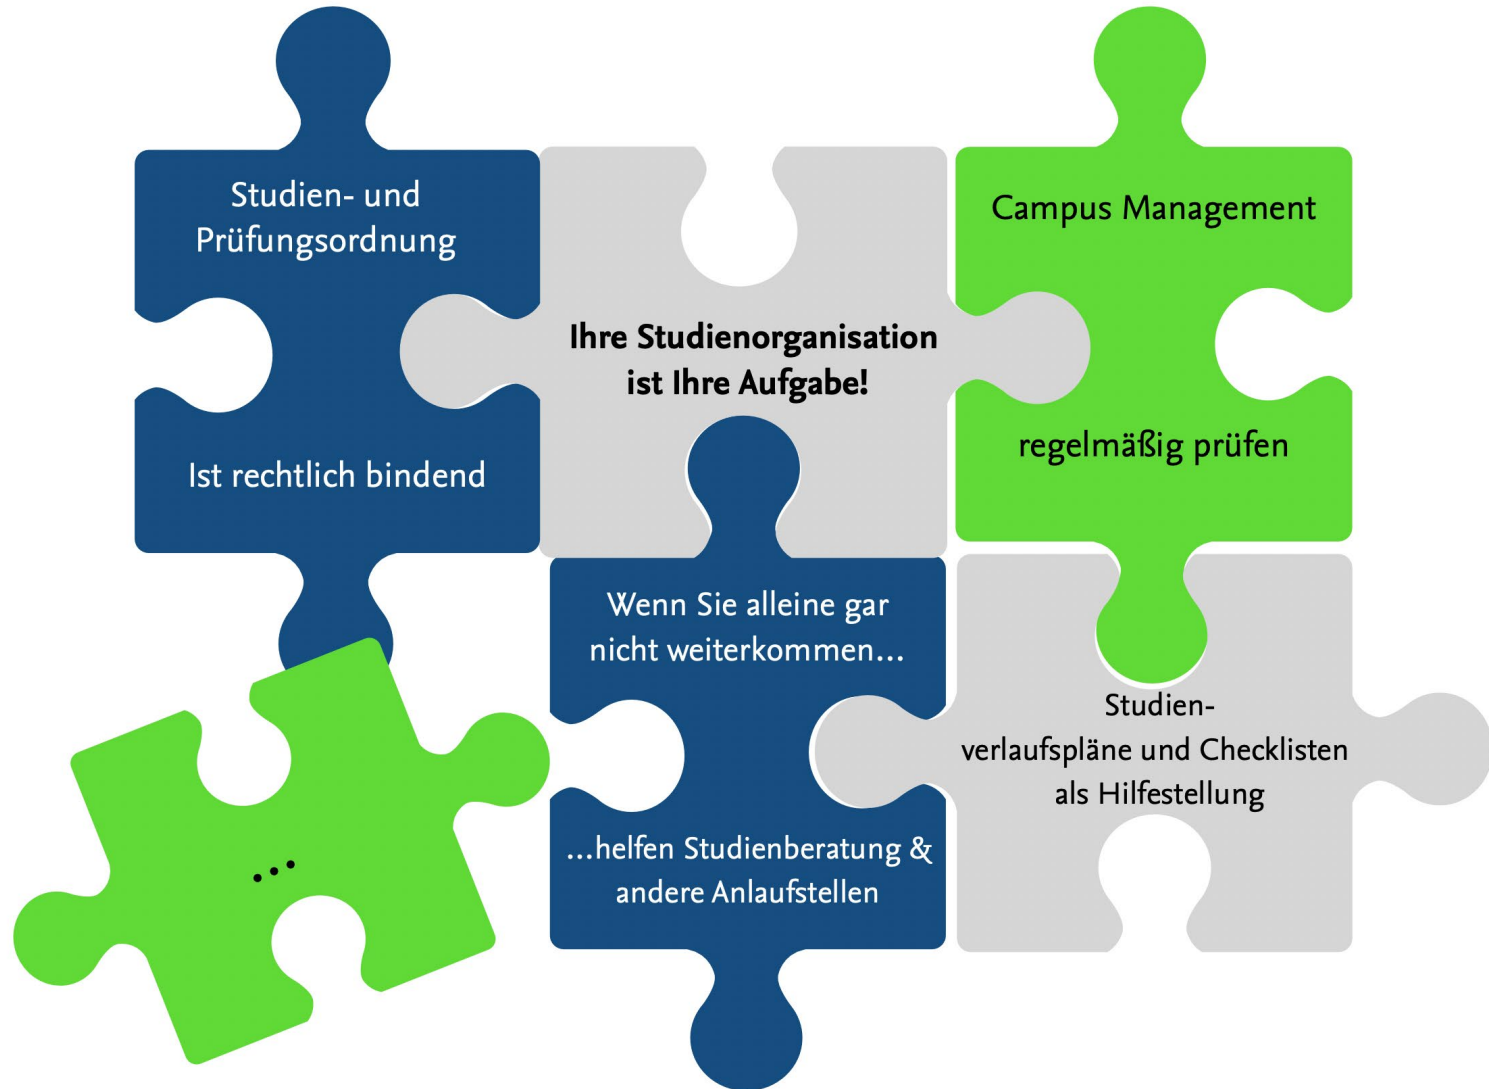 Studien- und
Prüfungsordnung
Ist rechtlich bindend
Ihre Studienorganisation
ist Ihre Aufgabe!
Campus Management
regelmäßig prüfen
Wenn Sie alleine gar
nicht weiterkommen...
...helfen Studienberatung &
andere Anlaufstellen
Studien-
verlaufspläne und Checklisten
als Hilfestellung
...